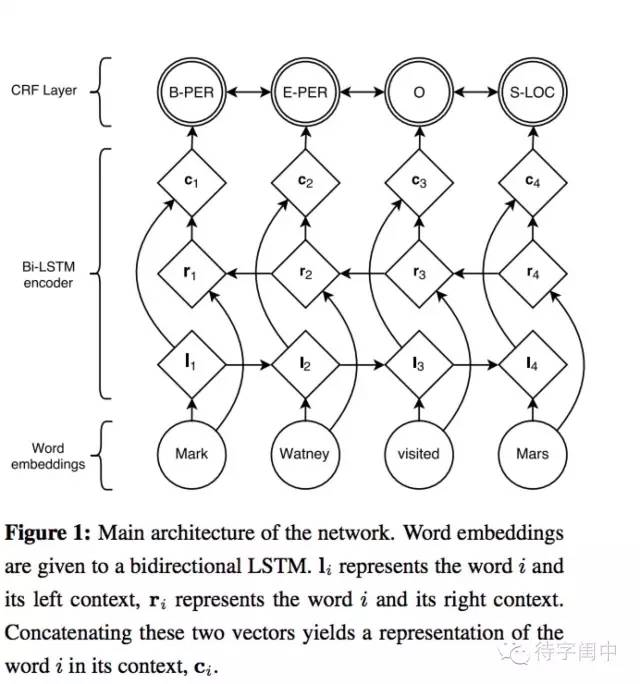 CRF Layer
B-PER
E-PER
O
S-LOC
c1
c2
c3
c4
Bi-LSTM
encoder
r1
r2
r3
r4
l1
l2
l3
l4
Word
embeddings
Mark
Watney
visited
Mars
Figure 1: Main architecture of the network. Word embeddings
are given to a bidirectional LSTM. li represents the word i and
its left context, ri represents the word i and its right context.
Concatenating these two vectors yields a representation of the
word i in its context, ci.
待字闺中